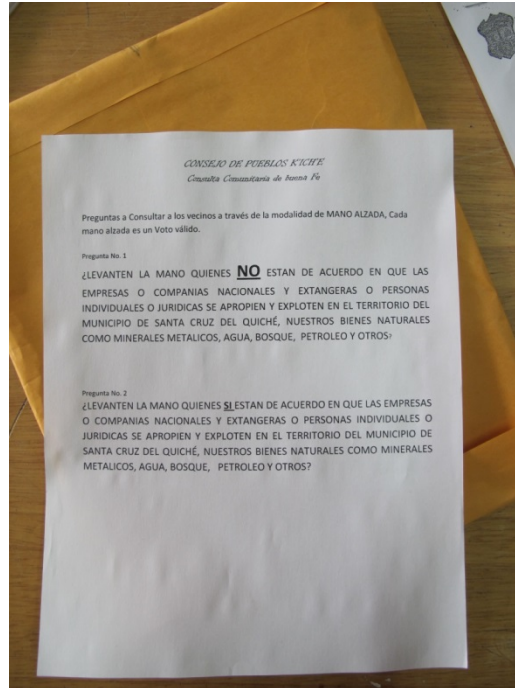 CONSEJO DE PUEBLOS K'ICHE'
Consulta Comunitaria de buena Fe
Preguntas a Consultar a los vecinos a través de la modalidad de MANO ALZADA, Cada
mano alzada es un Voto válido.
Pregunta No. 1
¿LEVANTEN LA MANO QUIENES NO ESTAN DE ACUERDO EN QUE LAS
EMPRESAS O COMPANIAS NACIONALES Y EXTANGERAS O PERSONAS
INDIVIDUALES O JURIDICAS SE APROPIEN Y EXPLOTEN EN EL TERRITORIO DEL
MUNICIPIO DE SANTA CRUZ DEL QUICHÉ, NUESTROS BIENES NATURALES
COMO MINERALES METALICOS, AGUA, BOSQUE, PETROLEO Y OTROS?
Pregunta No. 2
¿LEVANTEN LA MANO QUIENES SI ESTAN DE ACUERDO EN QUE LAS EMPRESAS
O COMPANIAS NACIONALES Y EXTANGERAS O PERSONAS INDIVIDUALES O
JURIDICAS SE APROPIEN Y EXPLOTEN EN EL TERRITORIO DEL MUNICIPIO DE
SANTA CRUZ DEL QUICHÉ, NUESTROS BIENES NATURALES COMO MINERALES
METALICOS, AGUA, BOSQUE, PETROLEO Y OTROS?